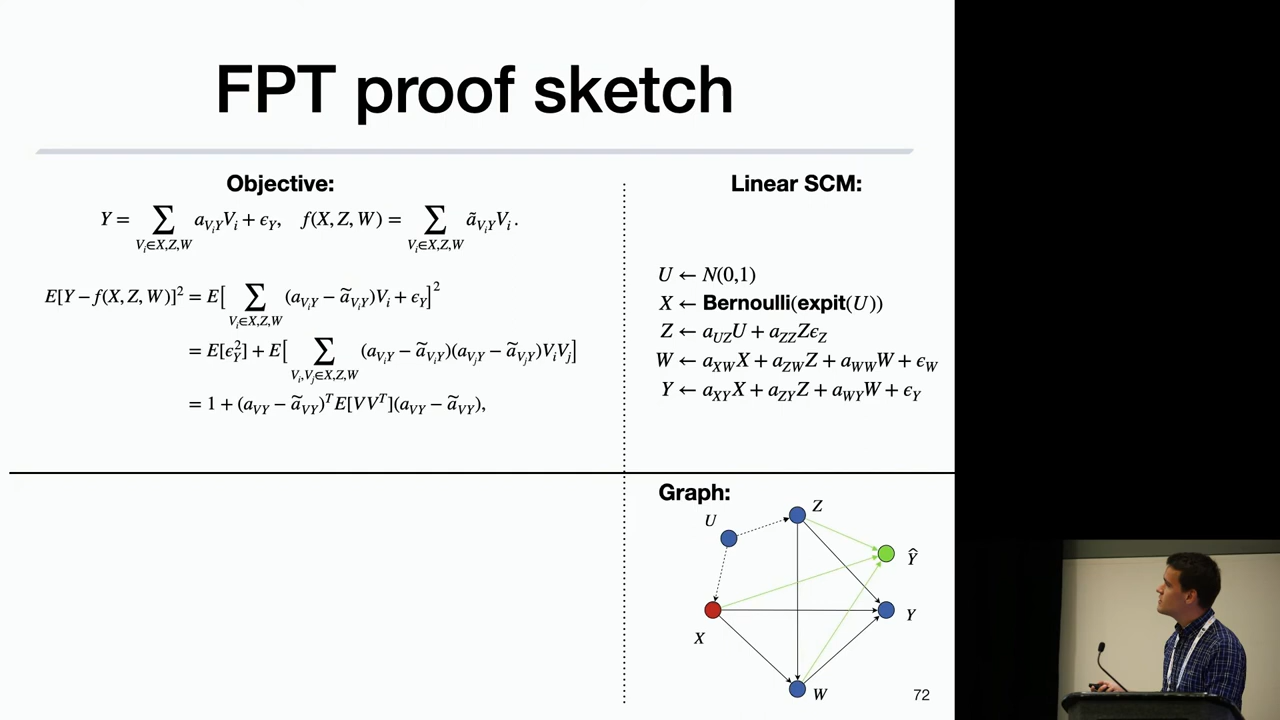 FPT proof sketch
Objective:
Y = ∑_{V_i∈X,Z,W} a_{V_iY}V_i + ϵ_Y, f(X, Z, W) = ∑_{V_i∈X,Z,W} ã_{V_iY}V_i.
E[Y − f(X, Z, W)]² = E[ ∑_{V_i∈X,Z,W} (a_{V_iY} − ã_{V_iY})V_i + ϵ_Y]²
= E[ϵ_Y²] + E[ ∑_{V_i,V_j∈X,Z,W} (a_{V_iY} − ã_{V_iY})(a_{V_jY} − ã_{V_jY})V_iV_j]
= 1 + (a_{VY} − ã_{VY})^T E[VV^T](a_{VY} − ã_{VY}),
Linear SCM:
U ← N(0,1)
X ← Bernoulli(expit(U))
Z ← a_{UZ}U + a_{ZZ}Zϵ_Z
W ← a_{XW}X + a_{ZW}Z + a_{WW}W + ϵ_W
Y ← a_{XY}X + a_{ZY}Z + a_{WY}W + ϵ_Y
Graph:
Z
U
Ŷ
Y
X
W
72